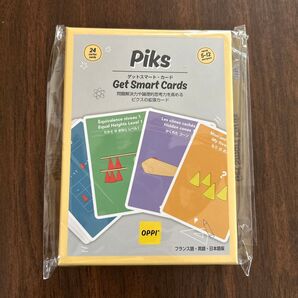 24
Piks
5-12
ゲットスマート・カード
Get Smart Cards
問題解決力や論理的思考力を高める
ピクスの拡張カード
Equivalence niveau 1
Equal Heights Level 1
Les cônes cachés
Hidden cones
OPPI
フランス語・英語・日本語版